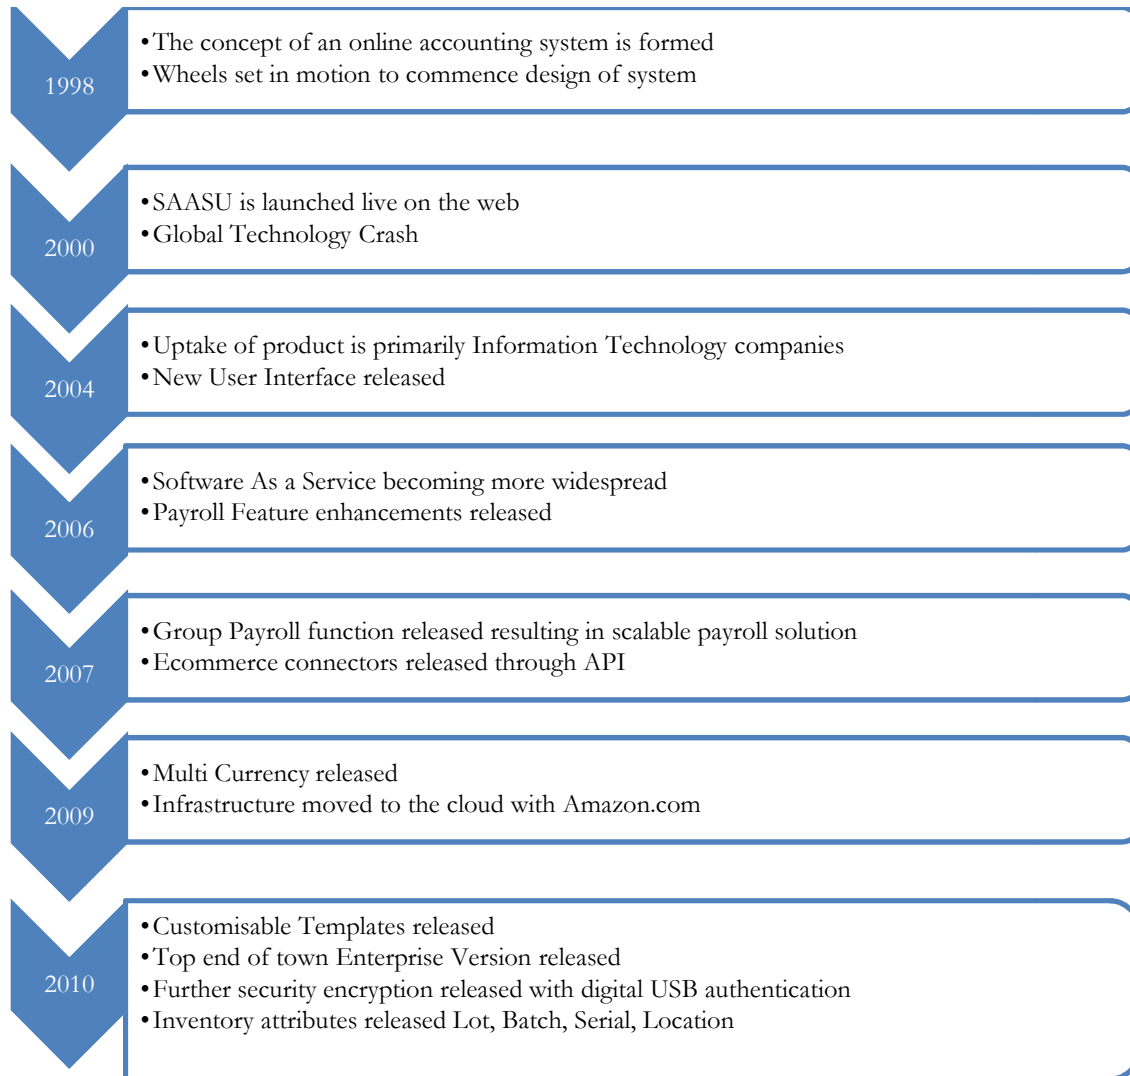 1998
•The concept of an online accounting system is formed
•Wheels set in motion to commence design of system
2000
•SAASU is launched live on the web
•Global Technology Crash
2004
•Uptake of product is primarily Information Technology companies
•New User Interface released
2006
•Software As a Service becoming more widespread
•Payroll Feature enhancements released
2007
•Group Payroll function released resulting in scalable payroll solution
•Ecommerce connectors released through API
2009
•Multi Currency released
•Infrastructure moved to the cloud with Amazon.com
2010
•Customisable Templates released
•Top end of town Enterprise Version released
•Further security encryption released with digital USB authentication
•Inventory attributes released Lot, Batch, Serial, Location